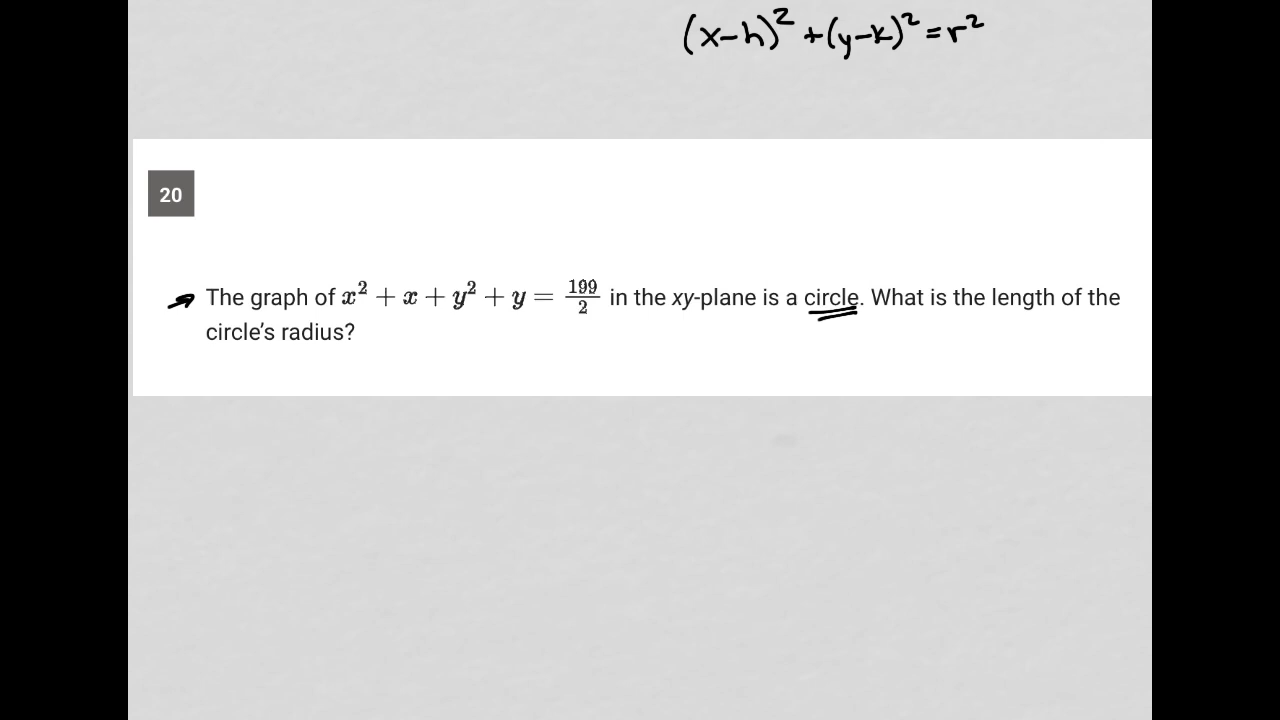 (x-h)² + (y-k)² = r²
20
The graph of x² + x + y² + y = 199/2 in the xy-plane is a circle. What is the length of the
circle's radius?